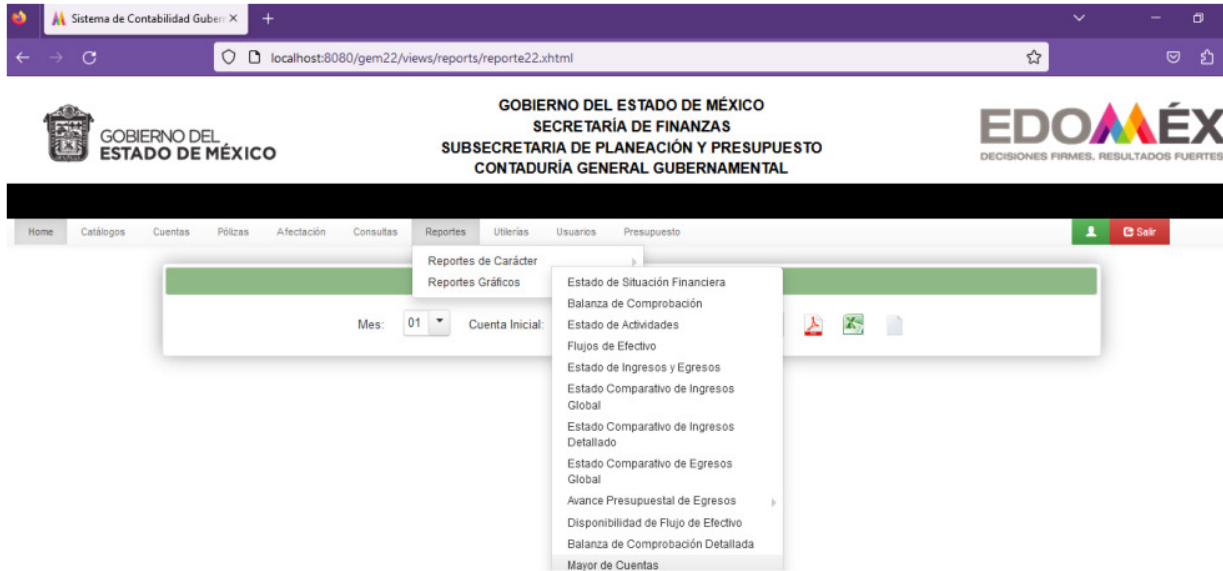 Sistema de Contabilidad Gubern
localhost:8080/gem22/views/reports/reporte22.xhtml
GOBIERNO DEL
ESTADO DE MÉXICO
GOBIERNO DEL ESTADO DE MÉXICO
SECRETARÍA DE FINANZAS
SUBSECRETARIA DE PLANEACIÓN Y PRESUPUESTO
CONTADURÍA GENERAL GUBERNAMENTAL
EDOMÉX
DECISIONES FIRMES, RESULTADOS FUERTES
Home Catálogos Cuentas Pólizas Afectación Consultas Reportes Utilerías Usuarios Presupuesto Salir
Reportes de Carácter
Reportes Gráficos
Mes: 01 Cuenta Inicial:
Estado de Situación Financiera
Balanza de Comprobación
Estado de Actividades
Flujos de Efectivo
Estado de Ingresos y Egresos
Estado Comparativo de Ingresos
Global
Estado Comparativo de Ingresos
Detallado
Estado Comparativo de Egresos
Global
Avance Presupuestal de Egresos
Disponibilidad de Flujo de Efectivo
Balanza de Comprobación Detallada
Mayor de Cuentas